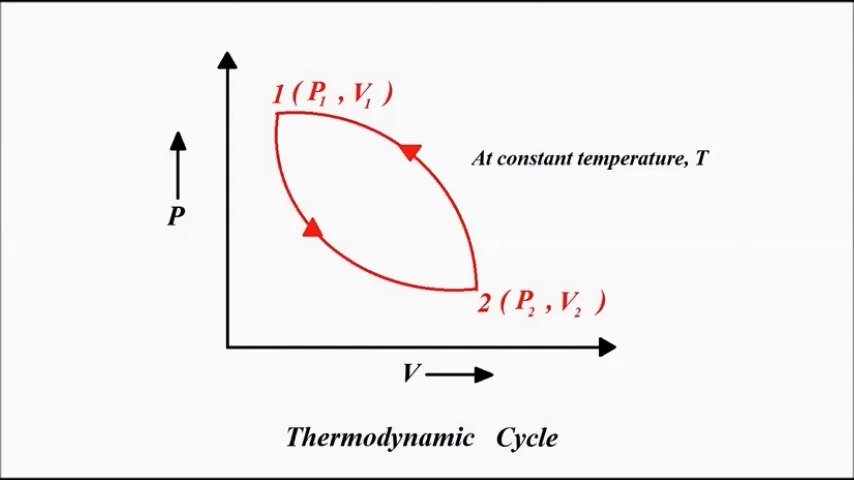 1 ( P₁ , V₁ )
At constant temperature, T
P
2 ( P₂ , V₂ )
V
Thermodynamic Cycle